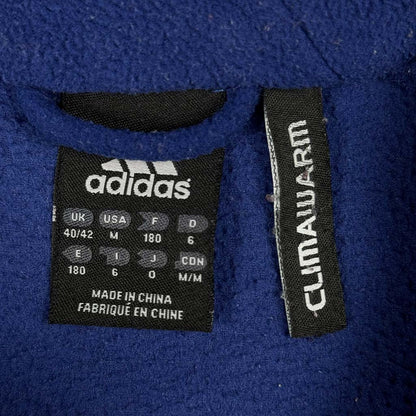 adidas
UK USA F D
40/42 M 180 6
E I J CDN
180 6 O M/M
MADE IN CHINA
FABRIQUÉ EN CHINE
CLIMAWARM